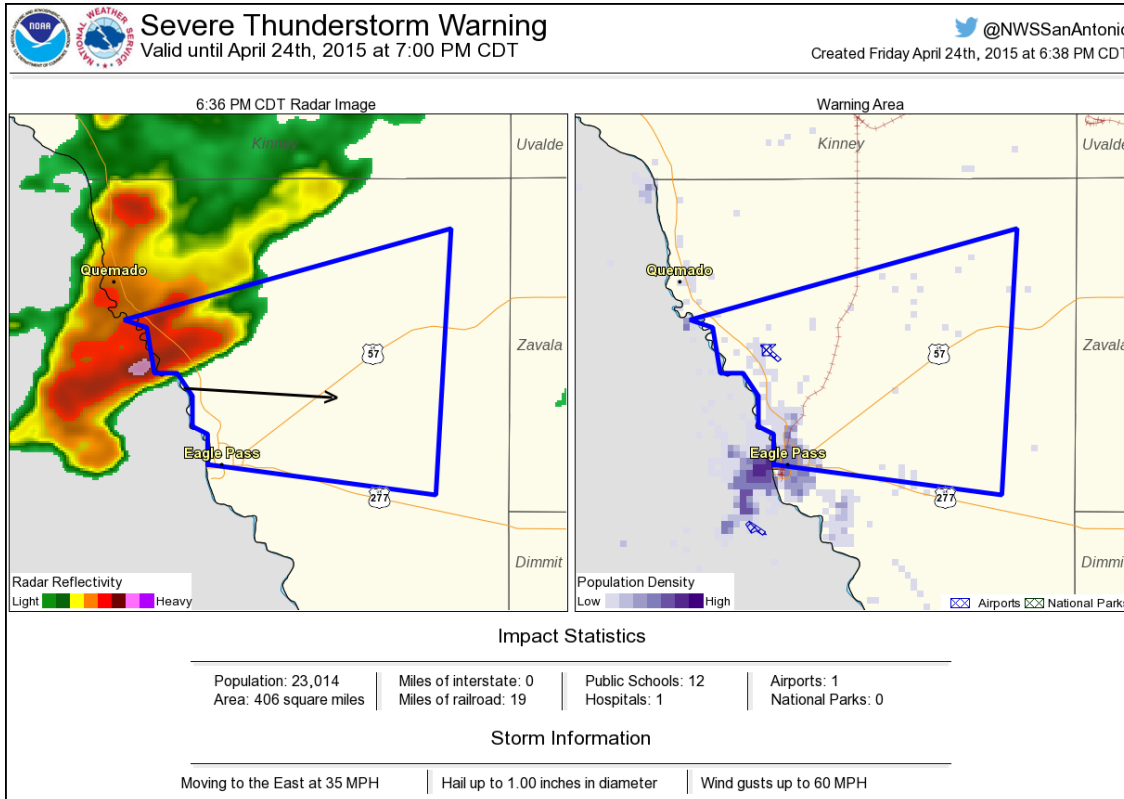 Severe Thunderstorm Warning
Valid until April 24th, 2015 at 7:00 PM CDT
@NWSSanAntonio
Created Friday April 24th, 2015 at 6:38 PM CDT
NOAA
6:36 PM CDT Radar Image
Kinney
Uvalde
Quemado
57
Zavala
Eagle Pass
277
Dimmit
Radar Reflectivity
Light
Heavy
Warning Area
Kinney
Uvalde
Quemado
57
Zavala
Eagle Pass
277
Dimmit
Population Density
Low
High
Airports
National Parks
Impact Statistics
Population: 23,014
Area: 406 square miles
Miles of interstate: 0
Miles of railroad: 19
Public Schools: 12
Hospitals: 1
Airports: 1
National Parks: 0
Storm Information
Moving to the East at 35 MPH
Hail up to 1.00 inches in diameter
Wind gusts up to 60 MPH